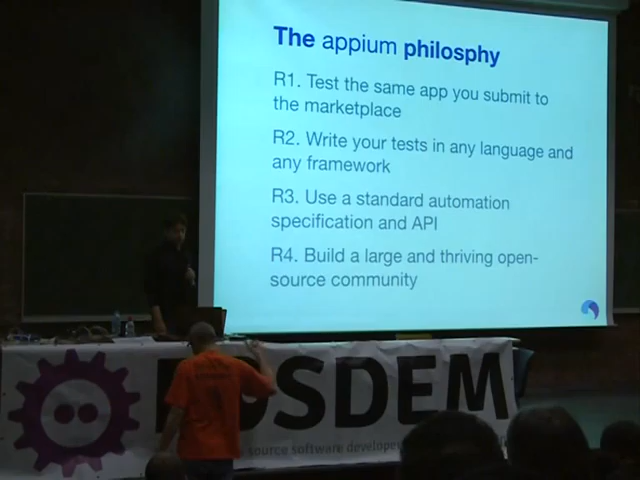 The appium philosphy
R1. Test the same app you submit to
the marketplace
R2. Write your tests in any language and
any framework
R3. Use a standard automation
specification and API
R4. Build a large and thriving open-
source community
OSDEM
source software develope